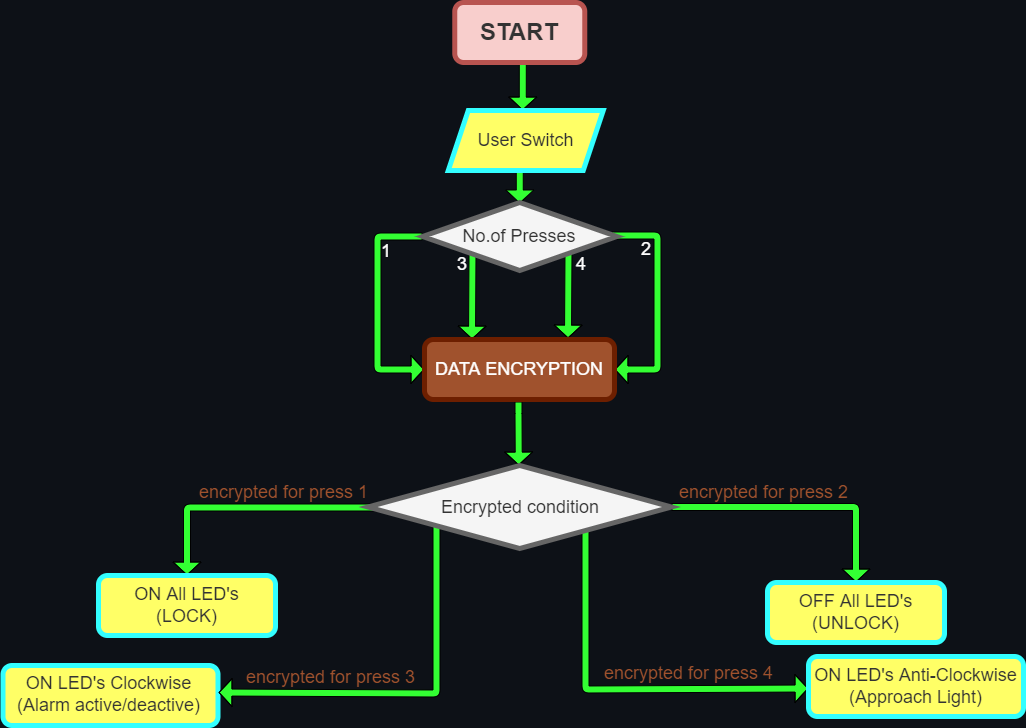 START
User Switch
No.of Presses
1
2
3
4
DATA ENCRYPTION
encrypted for press 1
encrypted for press 2
Encrypted condition
ON All LED's
(LOCK)
OFF All LED's
(UNLOCK)
encrypted for press 3
encrypted for press 4
ON LED's Clockwise
(Alarm active/deactive)
ON LED's Anti-Clockwise
(Approach Light)